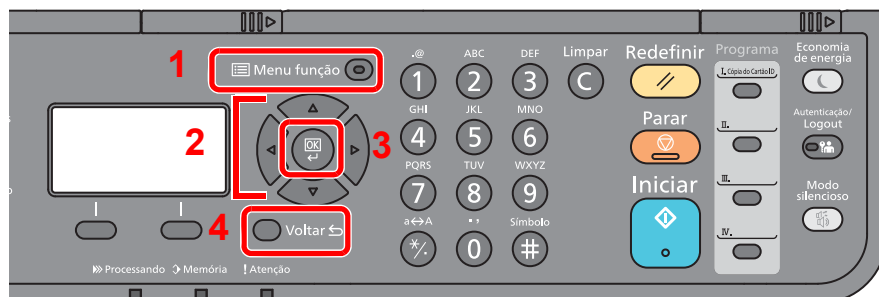 1
Menu função
2
OK
3
4
Voltar
Processando
Memória
! Atenção
.@
ABC
DEF
Limpar
1
2
3
C
GHI
JKL
MNO
4
5
6
PQRS
TUV
WXYZ
7
8
9
a⇔A
Símbolo
*/.
0
#
Redefinir
Parar
Iniciar
Programa
I. Cópia do Cartão ID
II.
III.
IV.
Economia
de energia
Autenticação/
Logout
Modo
silencioso